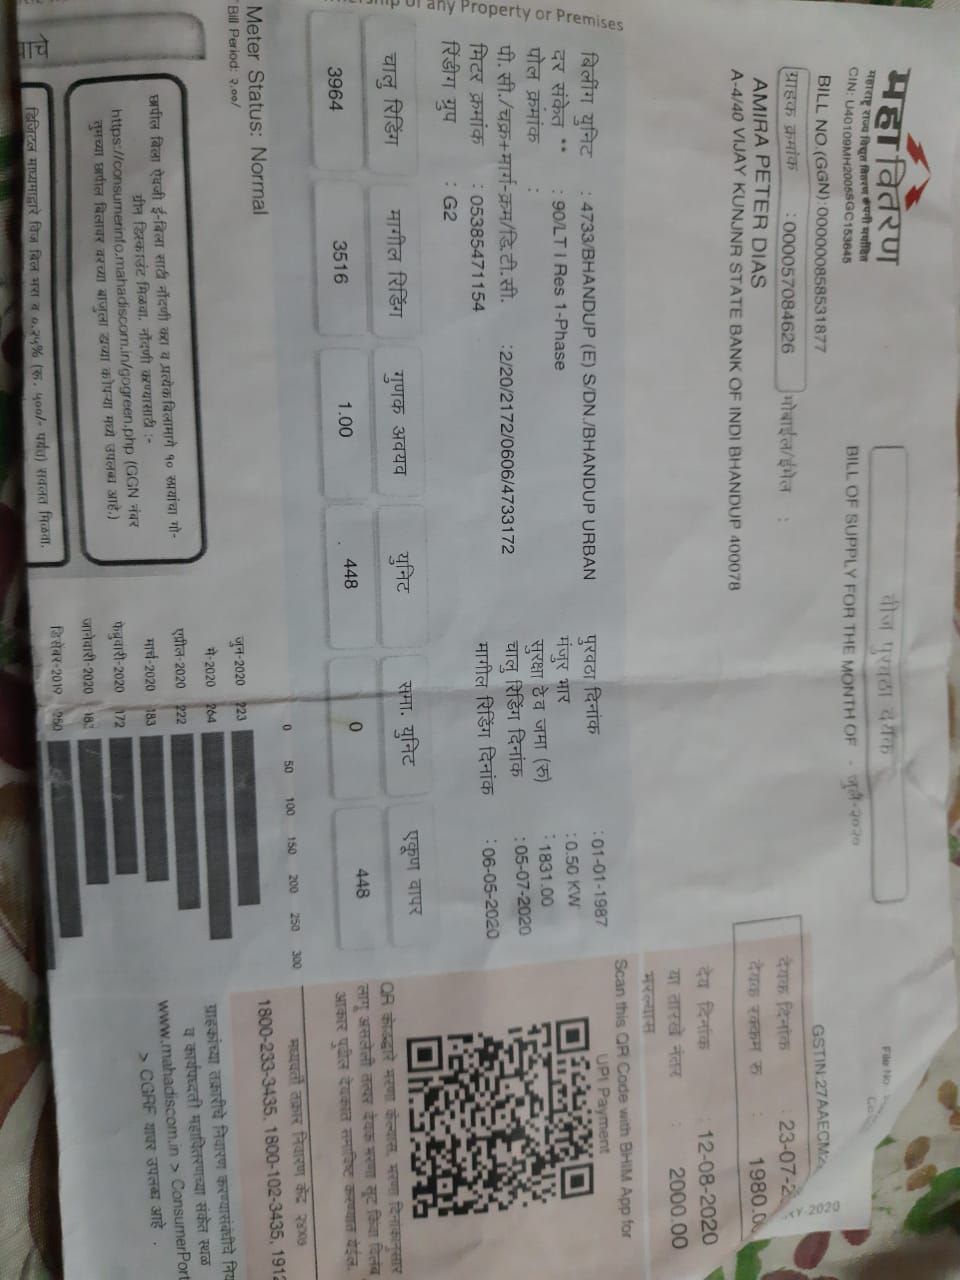 any Property or Premises
महावितरण
महाराष्ट्र राज्य विद्युत वितरण कंपनी मर्यादित
CIN: U40109MH2005SGC153645
वीज पुरवठा देयक
BILL OF SUPPLY FOR THE MONTH OF - जुलै-२०२०
GSTIN:27AAECM2
File No
BILL NO.(GGN):000000858531877
ग्राहक क्रमांक : 000057084626 मोबाईल/ईमेल :
AMIRA PETER DIAS
A-4/40 VIJAY KUNJNR STATE BANK OF INDI BHANDUP 400078
देयक दिनांक : 23-07-2
देयक रक्कम रु : 1980.0
देय दिनांक : 12-08-2020
या तारखे नंतर : 2000.00
भरल्यास
बिलींग युनिट : 4733/BHANDUP (E) S/DN./BHANDUP URBAN
दर संकेत ** : 90/LT I Res 1-Phase
पोल क्रमांक :
पी. सी./चक्र+मार्ग-क्रम/डि.टी.सी. :2/20/2172/0606/4733172
मिटर क्रमांक : 05385471154
रिडींग ग्रुप : G2
पुरवठा दिनांक : 01-01-1987
मंजुर भार : 0.50 KW
सुरक्षा ठेव जमा (रु) : 1831.00
चालु रिडिंग दिनांक : 05-07-2020
मागील रिडिंग दिनांक : 06-05-2020
Scan this QR Code with BHIM App for
UPI Payment
QR कोडद्वारे भरणा केल्यास, भरणा दिनांकानुसार
लागू असलेली तत्पर देयक भरणा सूट किंवा विलंब
आकार पुढील देयकात समाविष्ट करण्यात येईल.
चालु रिडिंग मागील रिडिंग गुणक अवयव युनिट समा. युनिट एकूण वापर
3964 3516 1.00 448 0 448
Meter Status: Normal
Bill Period: २.००/
0 50 100 150 200 250 300
जुन-2020 223
मे-2020 264
एप्रील-2020 222
मार्च-2020 183
फेब्रुवारी-2020 172
जानेवारी-2020 18
डिसेंबर-2019 250
मध्यवर्ती तक्रार निवारण केंद्र २४x७
1800-233-3435, 1800-102-3435, 1912
ग्राहकांच्या तक्रारींचे निवारण करण्यासंबंधीचे
व कार्यपध्दती महावितरणच्या संकेत स्थळ
www.mahadiscom.in > ConsumerPort
> CGRF यावर उपलब्ध आहे .
छापील बिला ऐवजी ई-बिला साठी नोंदणी करा व प्रत्येक बिलामागे १० रुपयांचा गो-
ग्रीन डिस्काउंट मिळवा. नोंदणी करण्यासाठी :-
https://consumerinfo.mahadiscom.in/gogreen.php (GGN नंबर
तुमच्या छापील बिलावर वरच्या बाजुला डाव्या कोपऱ्या मध्ये उपलब्ध आहे.)
डिजिटल माध्यमाद्वारे विज बिल भरा व ०.२५% (रु. ५००/- पर्यंत) सवलत मिळवा.